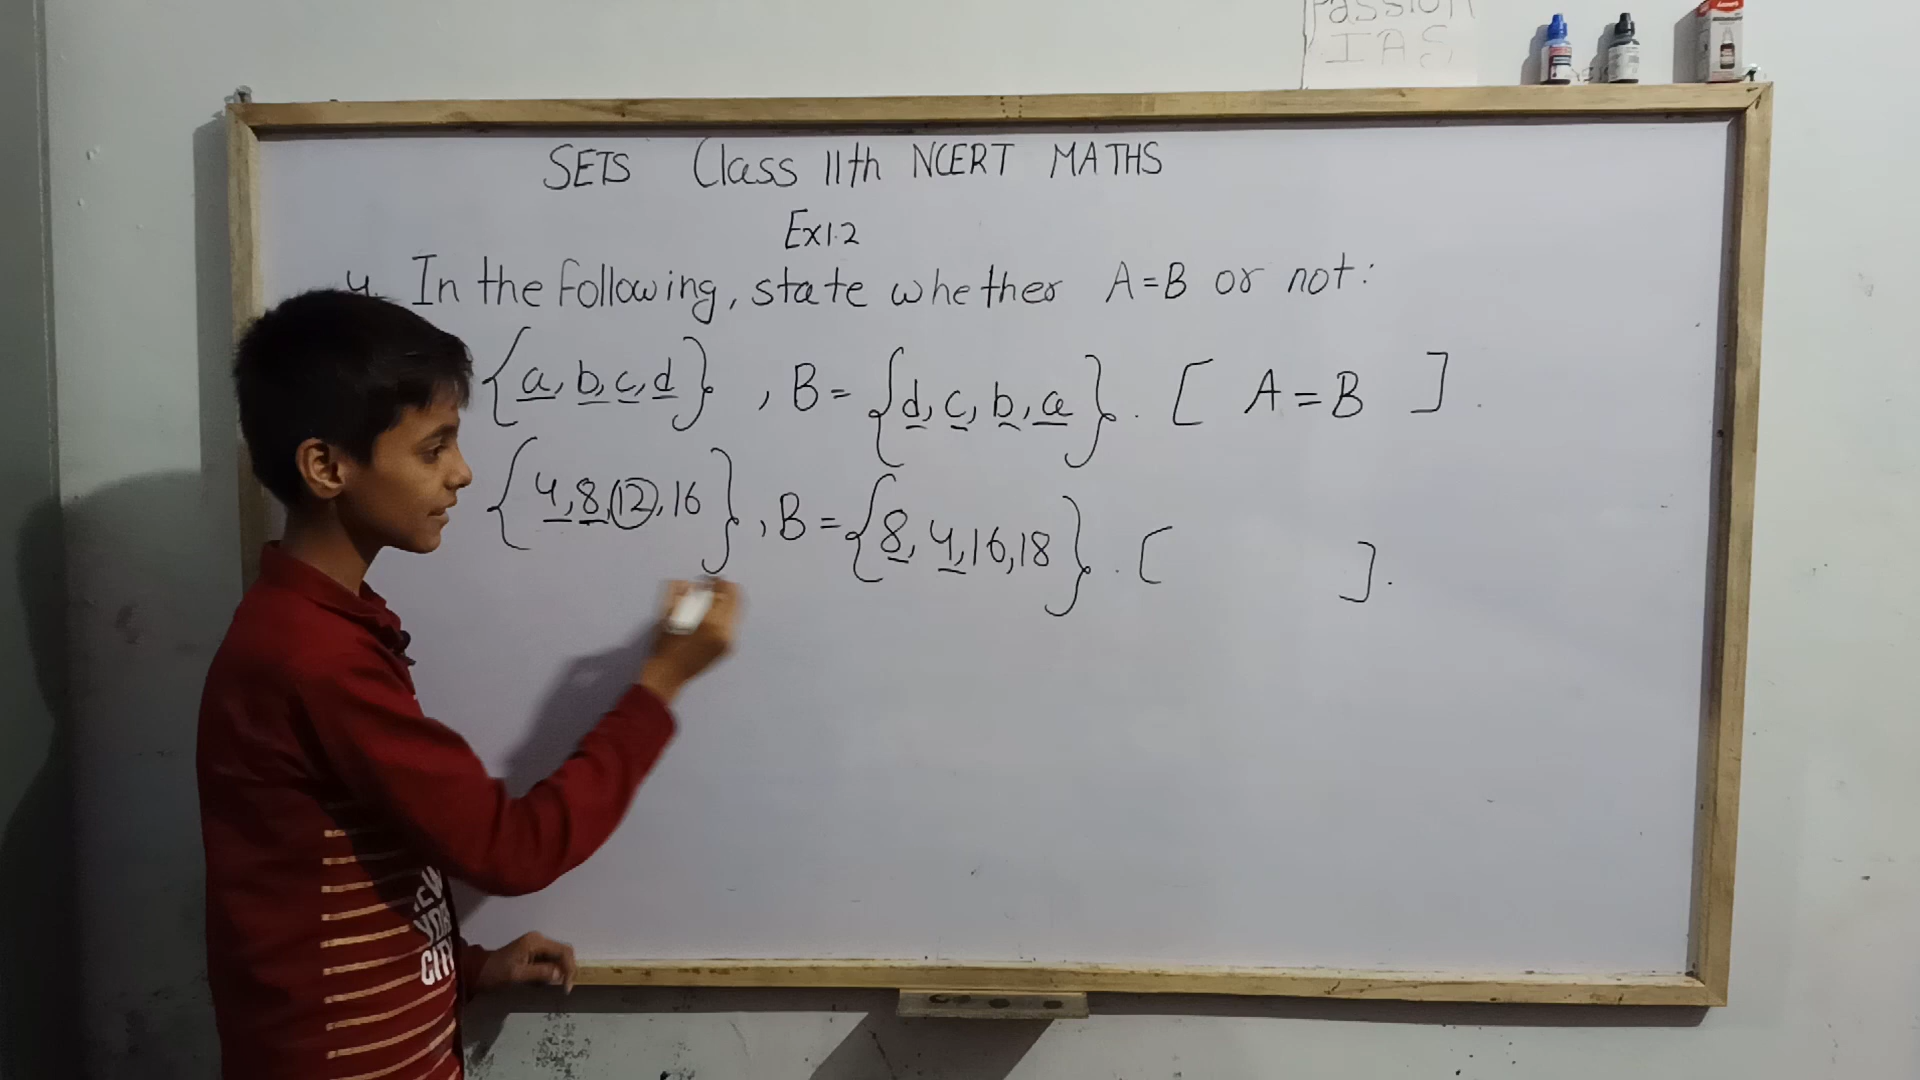 Passion
IAS
SETS Class 11th NCERT MATHS
Ex1.2
4. In the following, state whether A=B or not:
{a, b, c, d} , B = {d, c, b, a}. [ A = B ].
{4, 8, 12, 16} , B = {8, 4, 16, 18}. [ ].
CITY